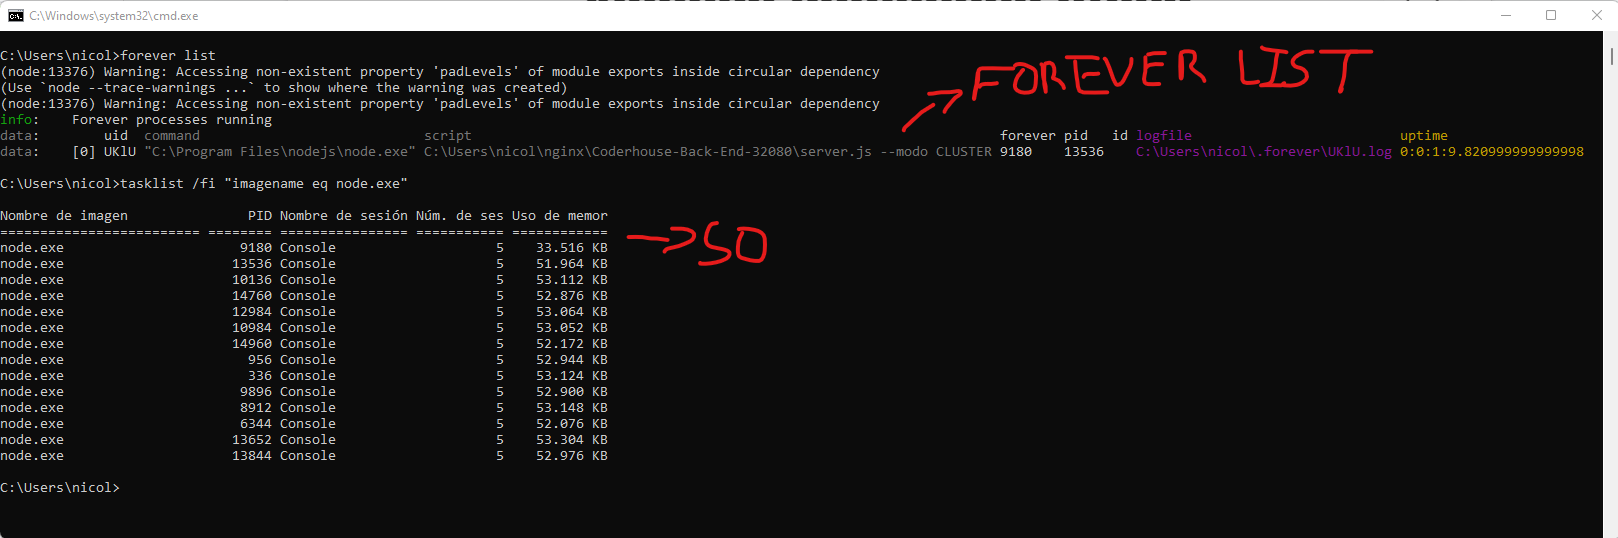 C:\Windows\system32\cmd.exe
C:\Users\nicol>forever list
(node:13376) Warning: Accessing non-existent property 'padLevels' of module exports inside circular dependency
(Use `node --trace-warnings ...` to show where the warning was created)
(node:13376) Warning: Accessing non-existent property 'padLevels' of module exports inside circular dependency
FOREVER LIST
info:    Forever processes running
data:        uid  command                            script                                                                  forever pid   id logfile                          uptime
data:    [0] UKlU "C:\Program Files\nodejs\node.exe" C:\Users\nicol\nginx\Coderhouse-Back-End-32080\server.js --modo CLUSTER 9180    13536    C:\Users\nicol\.forever\UKlU.log 0:0:1:9.820999999999998
C:\Users\nicol>tasklist /fi "imagename eq node.exe"
Nombre de imagen               PID Nombre de sesión Núm. de ses Uso de memor
========================= ======== ================ =========== ============
SO
node.exe                      9180 Console                    5    33.516 KB
node.exe                     13536 Console                    5    51.964 KB
node.exe                     10136 Console                    5    53.112 KB
node.exe                     14760 Console                    5    52.876 KB
node.exe                     12984 Console                    5    53.064 KB
node.exe                     10984 Console                    5    53.052 KB
node.exe                     14960 Console                    5    52.172 KB
node.exe                       956 Console                    5    52.944 KB
node.exe                       336 Console                    5    53.124 KB
node.exe                      9896 Console                    5    52.900 KB
node.exe                      8912 Console                    5    53.148 KB
node.exe                      6344 Console                    5    52.076 KB
node.exe                     13652 Console                    5    53.304 KB
node.exe                     13844 Console                    5    52.976 KB
C:\Users\nicol>